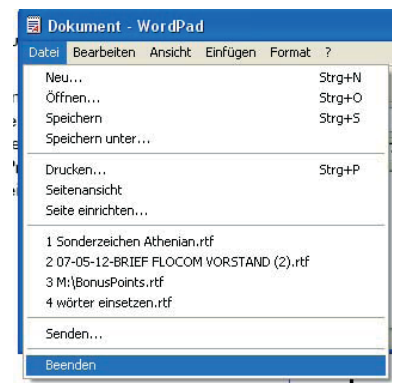 Dokument - WordPad
Datei Bearbeiten Ansicht Einfügen Format ?
Neu... Strg+N
Öffnen... Strg+O
Speichern Strg+S
Speichern unter...
Drucken... Strg+P
Seitenansicht
Seite einrichten...
1 Sonderzeichen Athenian.rtf
2 07-05-12-BRIEF FLOCOM VORSTAND (2).rtf
3 M:\BonusPoints.rtf
4 wörter einsetzen.rtf
Senden...
Beenden